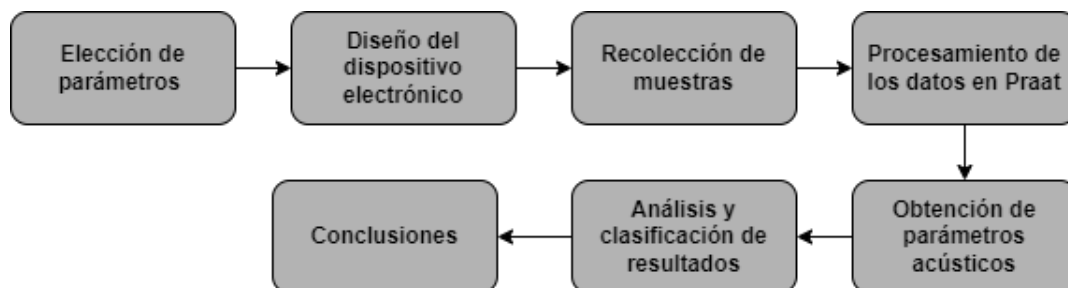 Elección de
parámetros
Diseño del
dispositivo
electrónico
Recolección de
muestras
Procesamiento de
los datos en Praat
Obtención de
parámetros
acústicos
Análisis y
clasificación de
resultados
Conclusiones